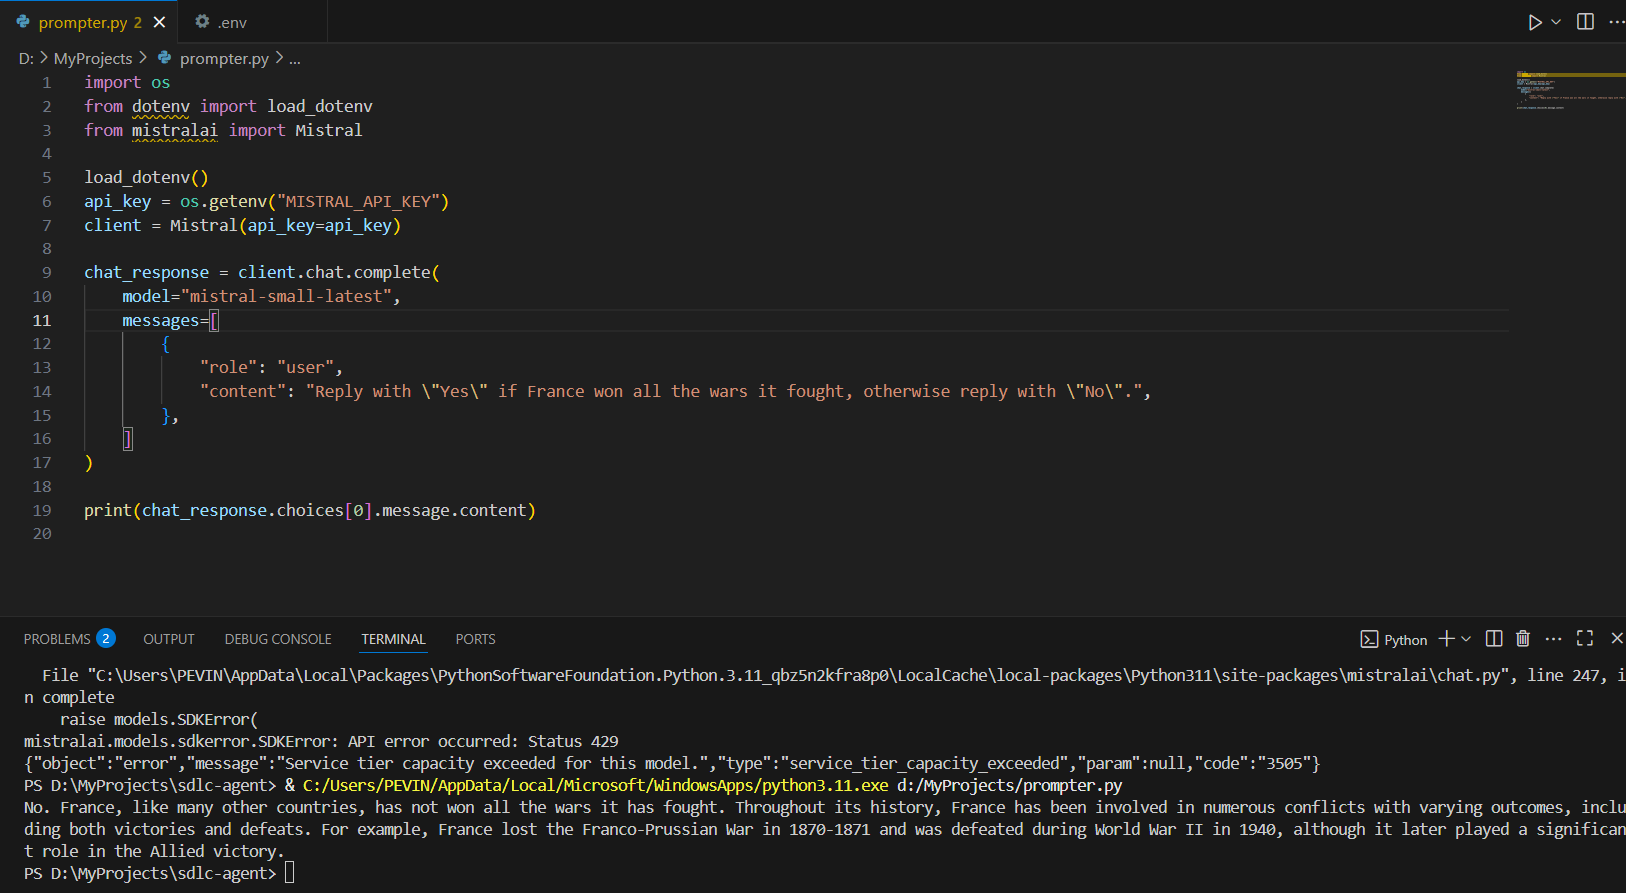 prompter.py 2
.env
D: > MyProjects > prompter.py > ...
1 import os
2 from dotenv import load_dotenv
3 from mistralai import Mistral
4
5 load_dotenv()
6 api_key = os.getenv("MISTRAL_API_KEY")
7 client = Mistral(api_key=api_key)
8
9 chat_response = client.chat.complete(
10     model="mistral-small-latest",
11     messages=[
12         {
13             "role": "user",
14             "content": "Reply with \"Yes\" if France won all the wars it fought, otherwise reply with \"No\".",
15         },
16     ]
17 )
18
19 print(chat_response.choices[0].message.content)
20
PROBLEMS 2 OUTPUT DEBUG CONSOLE TERMINAL PORTS Python
File "C:\Users\PEVIN\AppData\Local\Packages\PythonSoftwareFoundation.Python.3.11_qbz5n2kfra8p0\LocalCache\local-packages\Python311\site-packages\mistralai\chat.py", line 247, i
n complete
raise models.SDKError(
mistralai.models.sdkerror.SDKError: API error occurred: Status 429
{"object":"error","message":"Service tier capacity exceeded for this model.","type":"service_tier_capacity_exceeded","param":null,"code":"3505"}
PS D:\MyProjects\sdlc-agent> & C:/Users/PEVIN/AppData/Local/Microsoft/WindowsApps/python3.11.exe d:/MyProjects/prompter.py
No. France, like many other countries, has not won all the wars it has fought. Throughout its history, France has been involved in numerous conflicts with varying outcomes, inclu
ding both victories and defeats. For example, France lost the Franco-Prussian War in 1870-1871 and was defeated during World War II in 1940, although it later played a significan
t role in the Allied victory.
PS D:\MyProjects\sdlc-agent>